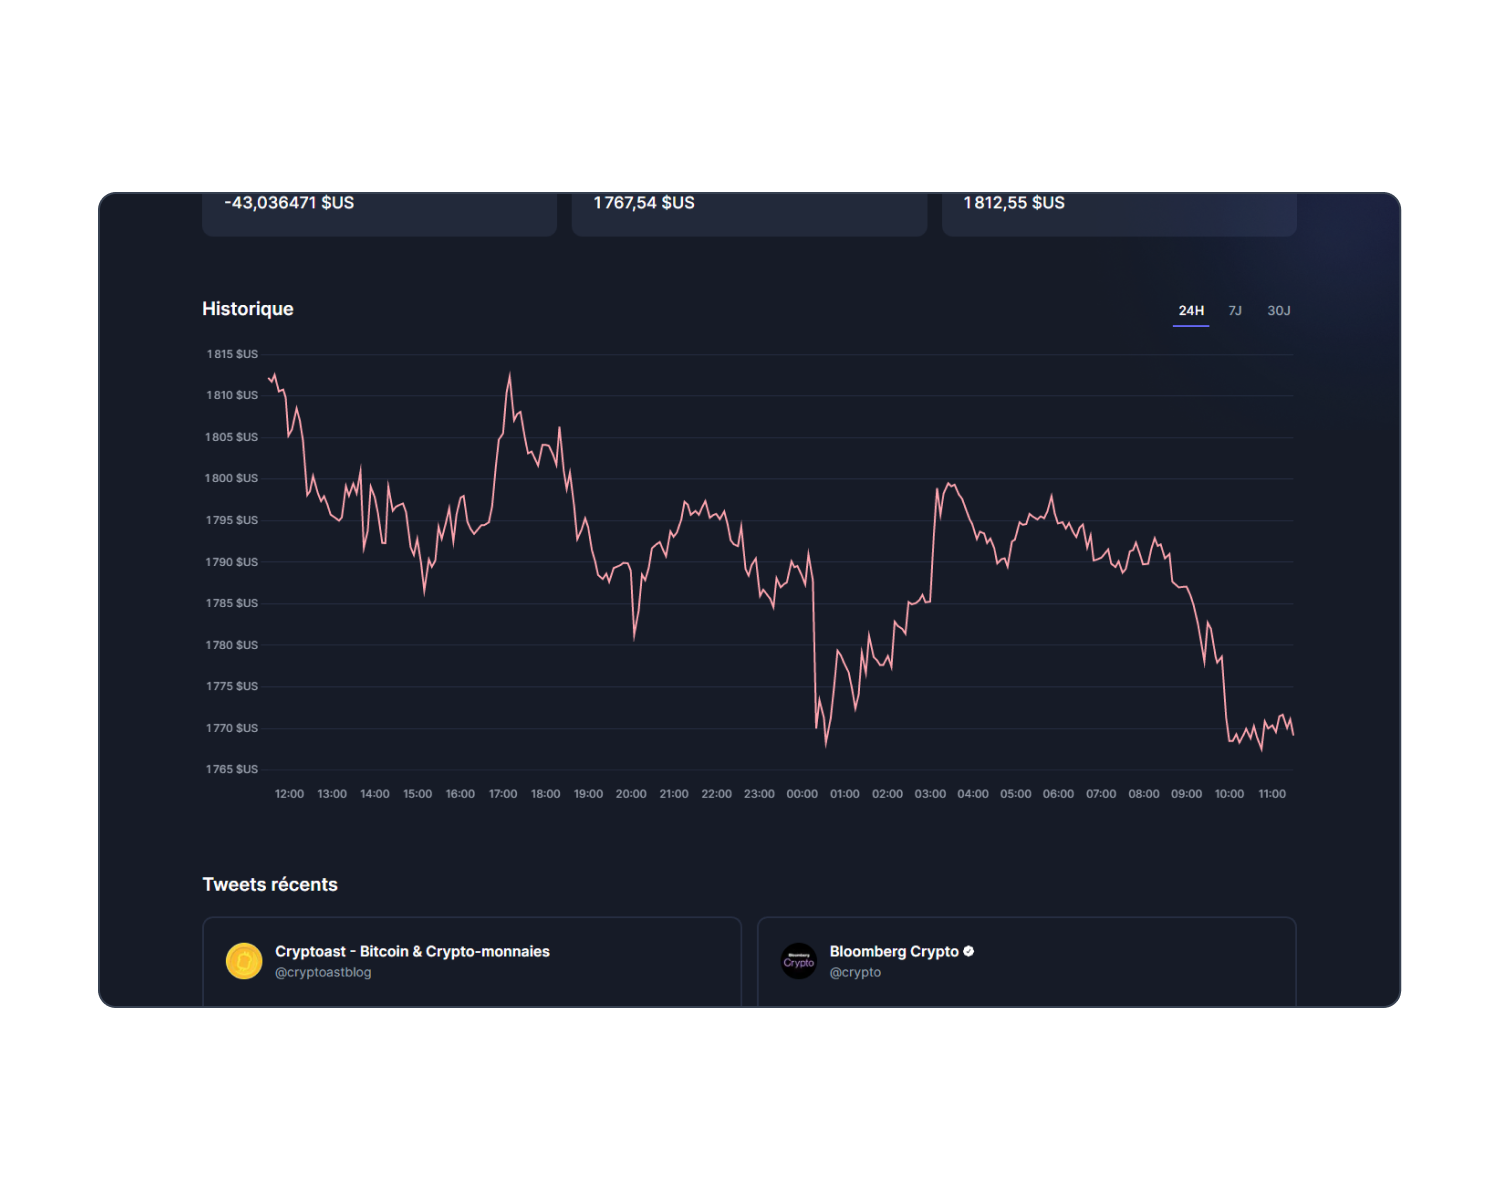 -43,036471 $US
1 767,54 $US
1 812,55 $US
Historique
24H 7J 30J
1 815 $US
1 810 $US
1 805 $US
1 800 $US
1 795 $US
1 790 $US
1 785 $US
1 780 $US
1 775 $US
1 770 $US
1 765 $US
12:00 13:00 14:00 15:00 16:00 17:00 18:00 19:00 20:00 21:00 22:00 23:00 00:00 01:00 02:00 03:00 04:00 05:00 06:00 07:00 08:00 09:00 10:00 11:00
Tweets récents
Cryptoast - Bitcoin & Crypto-monnaies
@cryptoastblog
Bloomberg
Crypto
Bloomberg Crypto
@crypto